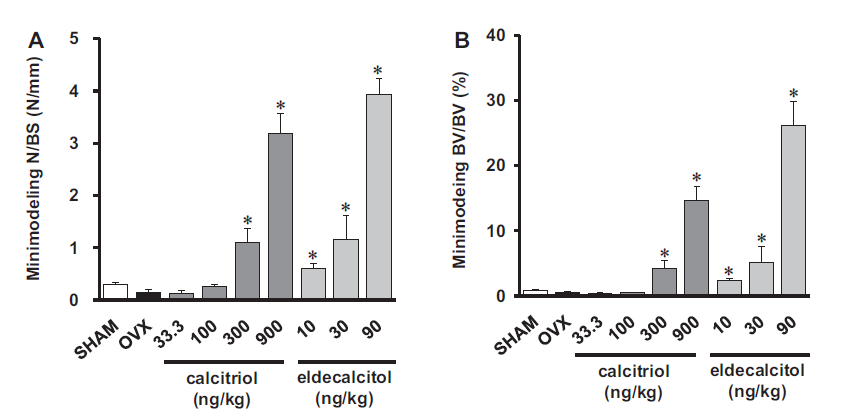 A
Minimodeling N/BS (N/mm)
5
4
3
2
1
0
*
*
*
*
*
SHAM
OVX
33.3
100
300
900
10
30
90
calcitriol
(ng/kg)
eldecalcitol
(ng/kg)
B
Minimodeing BV/BV (%)
40
30
20
10
0
*
*
*
*
*
SHAM
OVX
33.3
100
300
900
10
30
90
calcitriol
(ng/kg)
eldecalcitol
(ng/kg)